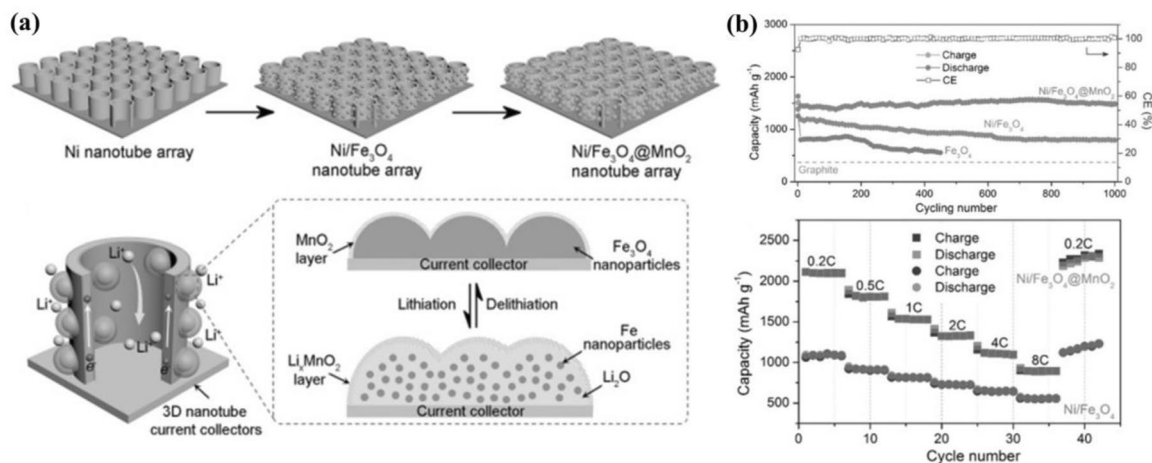 (a)
Ni nanotube array
Ni/Fe₃O₄
nanotube array
Ni/Fe₃O₄@MnO₂
nanotube array
Li⁺
Li⁺
Li⁺
Li⁺
Li⁺
Li⁺
e⁻
e⁻
3D nanotube
current collectors
MnO₂
layer
Fe₃O₄
nanoparticles
Current collector
Lithiation
Delithiation
LiₓMnO₂
layer
Fe
nanoparticles
Li₂O
Current collector
(b)
Capacity (mAh g⁻¹)
3000
2000
1000
0
Charge
Discharge
CE
Ni/Fe₃O₄@MnO₂
Ni/Fe₃O₄
Fe₃O₄
Graphite
100
80
60
40
20
0
CE (%)
0
200
400
600
800
1000
Cycling number
Capacity (mAh g⁻¹)
2500
2000
1500
1000
500
Charge
Discharge
Charge
Discharge
0.2C
0.5C
1C
2C
4C
8C
0.2C
Ni/Fe₃O₄@MnO₂
Ni/Fe₃O₄
0
10
20
30
40
Cycle number